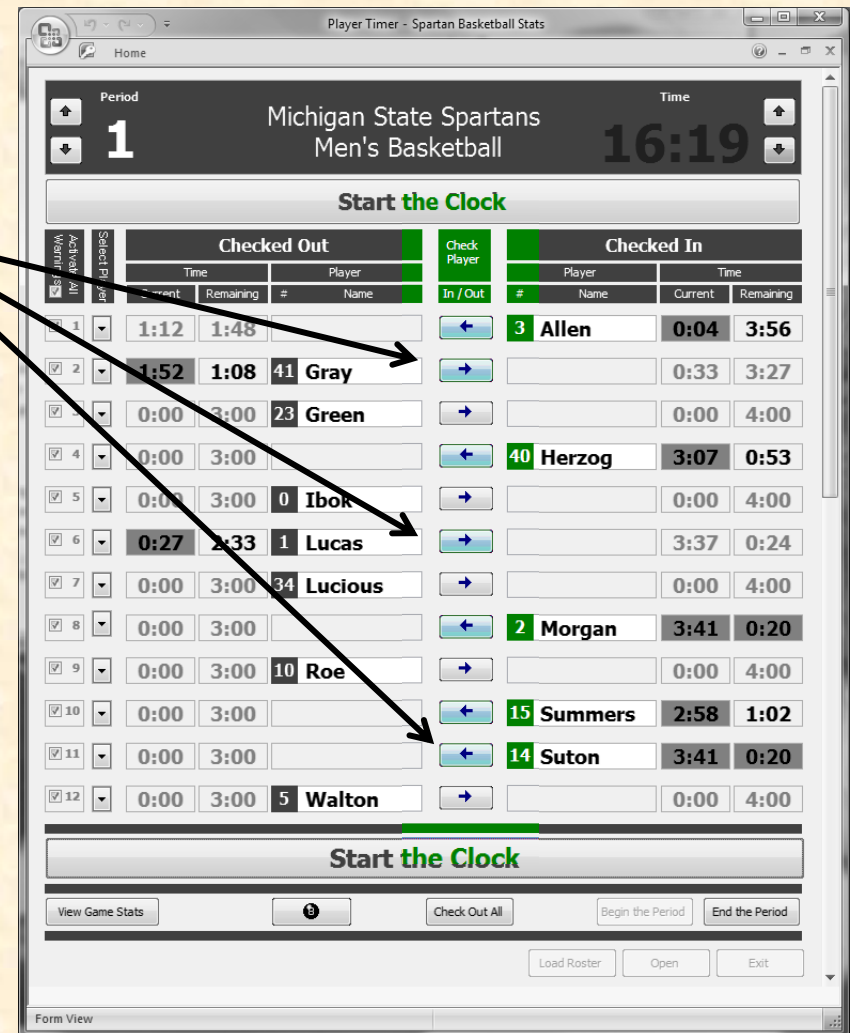 Player Timer - Spartan Basketball Stats
Home
Period
1
Michigan State Spartans
Men's Basketball
Time
16:19
Start the Clock
Activate All Warnings
Select Player
Checked Out
Check Player
Checked In
Time Player Player Time
Current Remaining # Name In / Out # Name Current Remaining
1 1:12 1:48 3 Allen 0:04 3:56
2 1:52 1:08 41 Gray 0:33 3:27
3 0:00 3:00 23 Green 0:00 4:00
4 0:00 3:00 40 Herzog 3:07 0:53
5 0:00 3:00 0 Ibok 0:00 4:00
6 0:27 2:33 1 Lucas 3:37 0:24
7 0:00 3:00 34 Lucious 0:00 4:00
8 0:00 3:00 2 Morgan 3:41 0:20
9 0:00 3:00 10 Roe 0:00 4:00
10 0:00 3:00 15 Summers 2:58 1:02
11 0:00 3:00 14 Suton 3:41 0:20
12 0:00 3:00 5 Walton 0:00 4:00
Start the Clock
View Game Stats Check Out All Begin the Period End the Period
Load Roster Open Exit
Form View